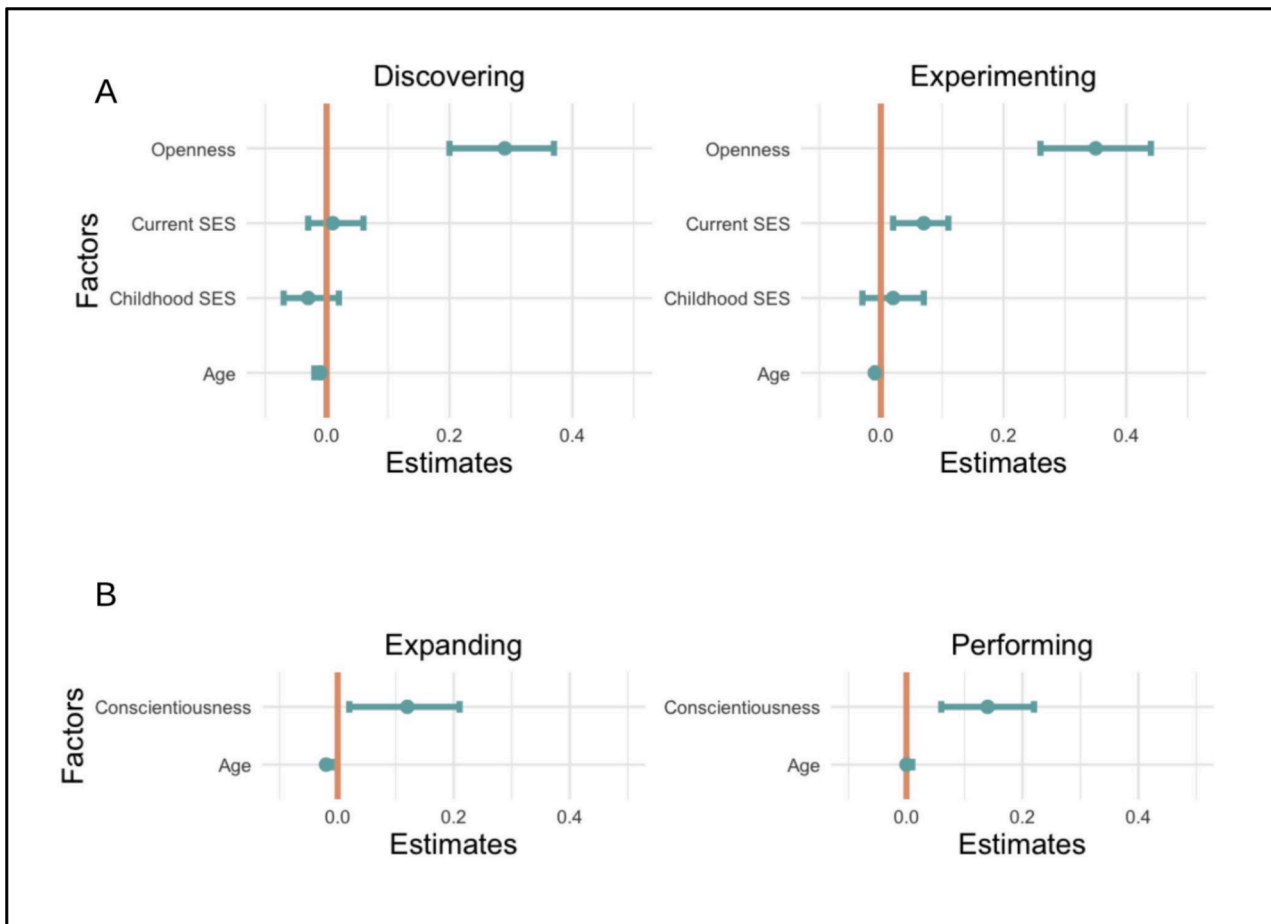 A
Discovering
Experimenting
Factors
Openness
Current SES
Childhood SES
Age
Openness
Current SES
Childhood SES
Age
0.0 0.2 0.4
0.0 0.2 0.4
Estimates
Estimates
B
Expanding
Performing
Factors
Conscientiousness
Age
Conscientiousness
Age
0.0 0.2 0.4
0.0 0.2 0.4
Estimates
Estimates